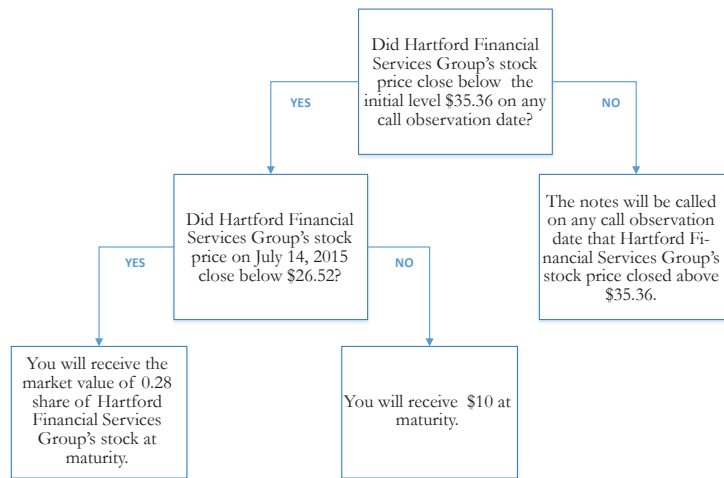 Did Hartford Financial
Services Group's stock
price close below the
initial level $35.36 on any
call observation date?
YES
NO
Did Hartford Financial
Services Group's stock
price on July 14, 2015
close below $26.52?
The notes will be called
on any call observation
date that Hartford Fi-
nancial Services Group's
stock price closed above
$35.36.
YES
NO
You will receive the
market value of 0.28
share of Hartford
Financial Services
Group's stock at
maturity.
You will receive $10 at
maturity.